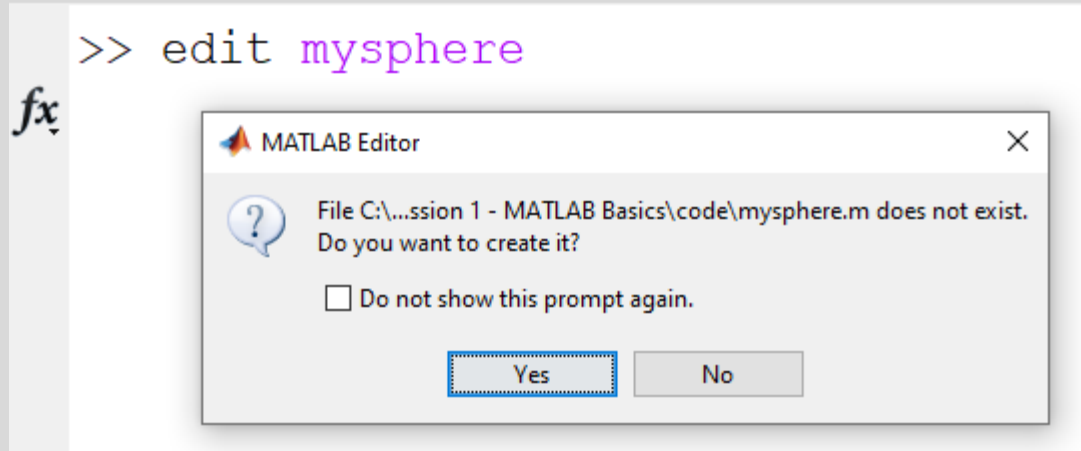 >> edit mysphere
fx
MATLAB Editor
?
File C:\...ssion 1 - MATLAB Basics\code\mysphere.m does not exist.
Do you want to create it?
Do not show this prompt again.
Yes
No